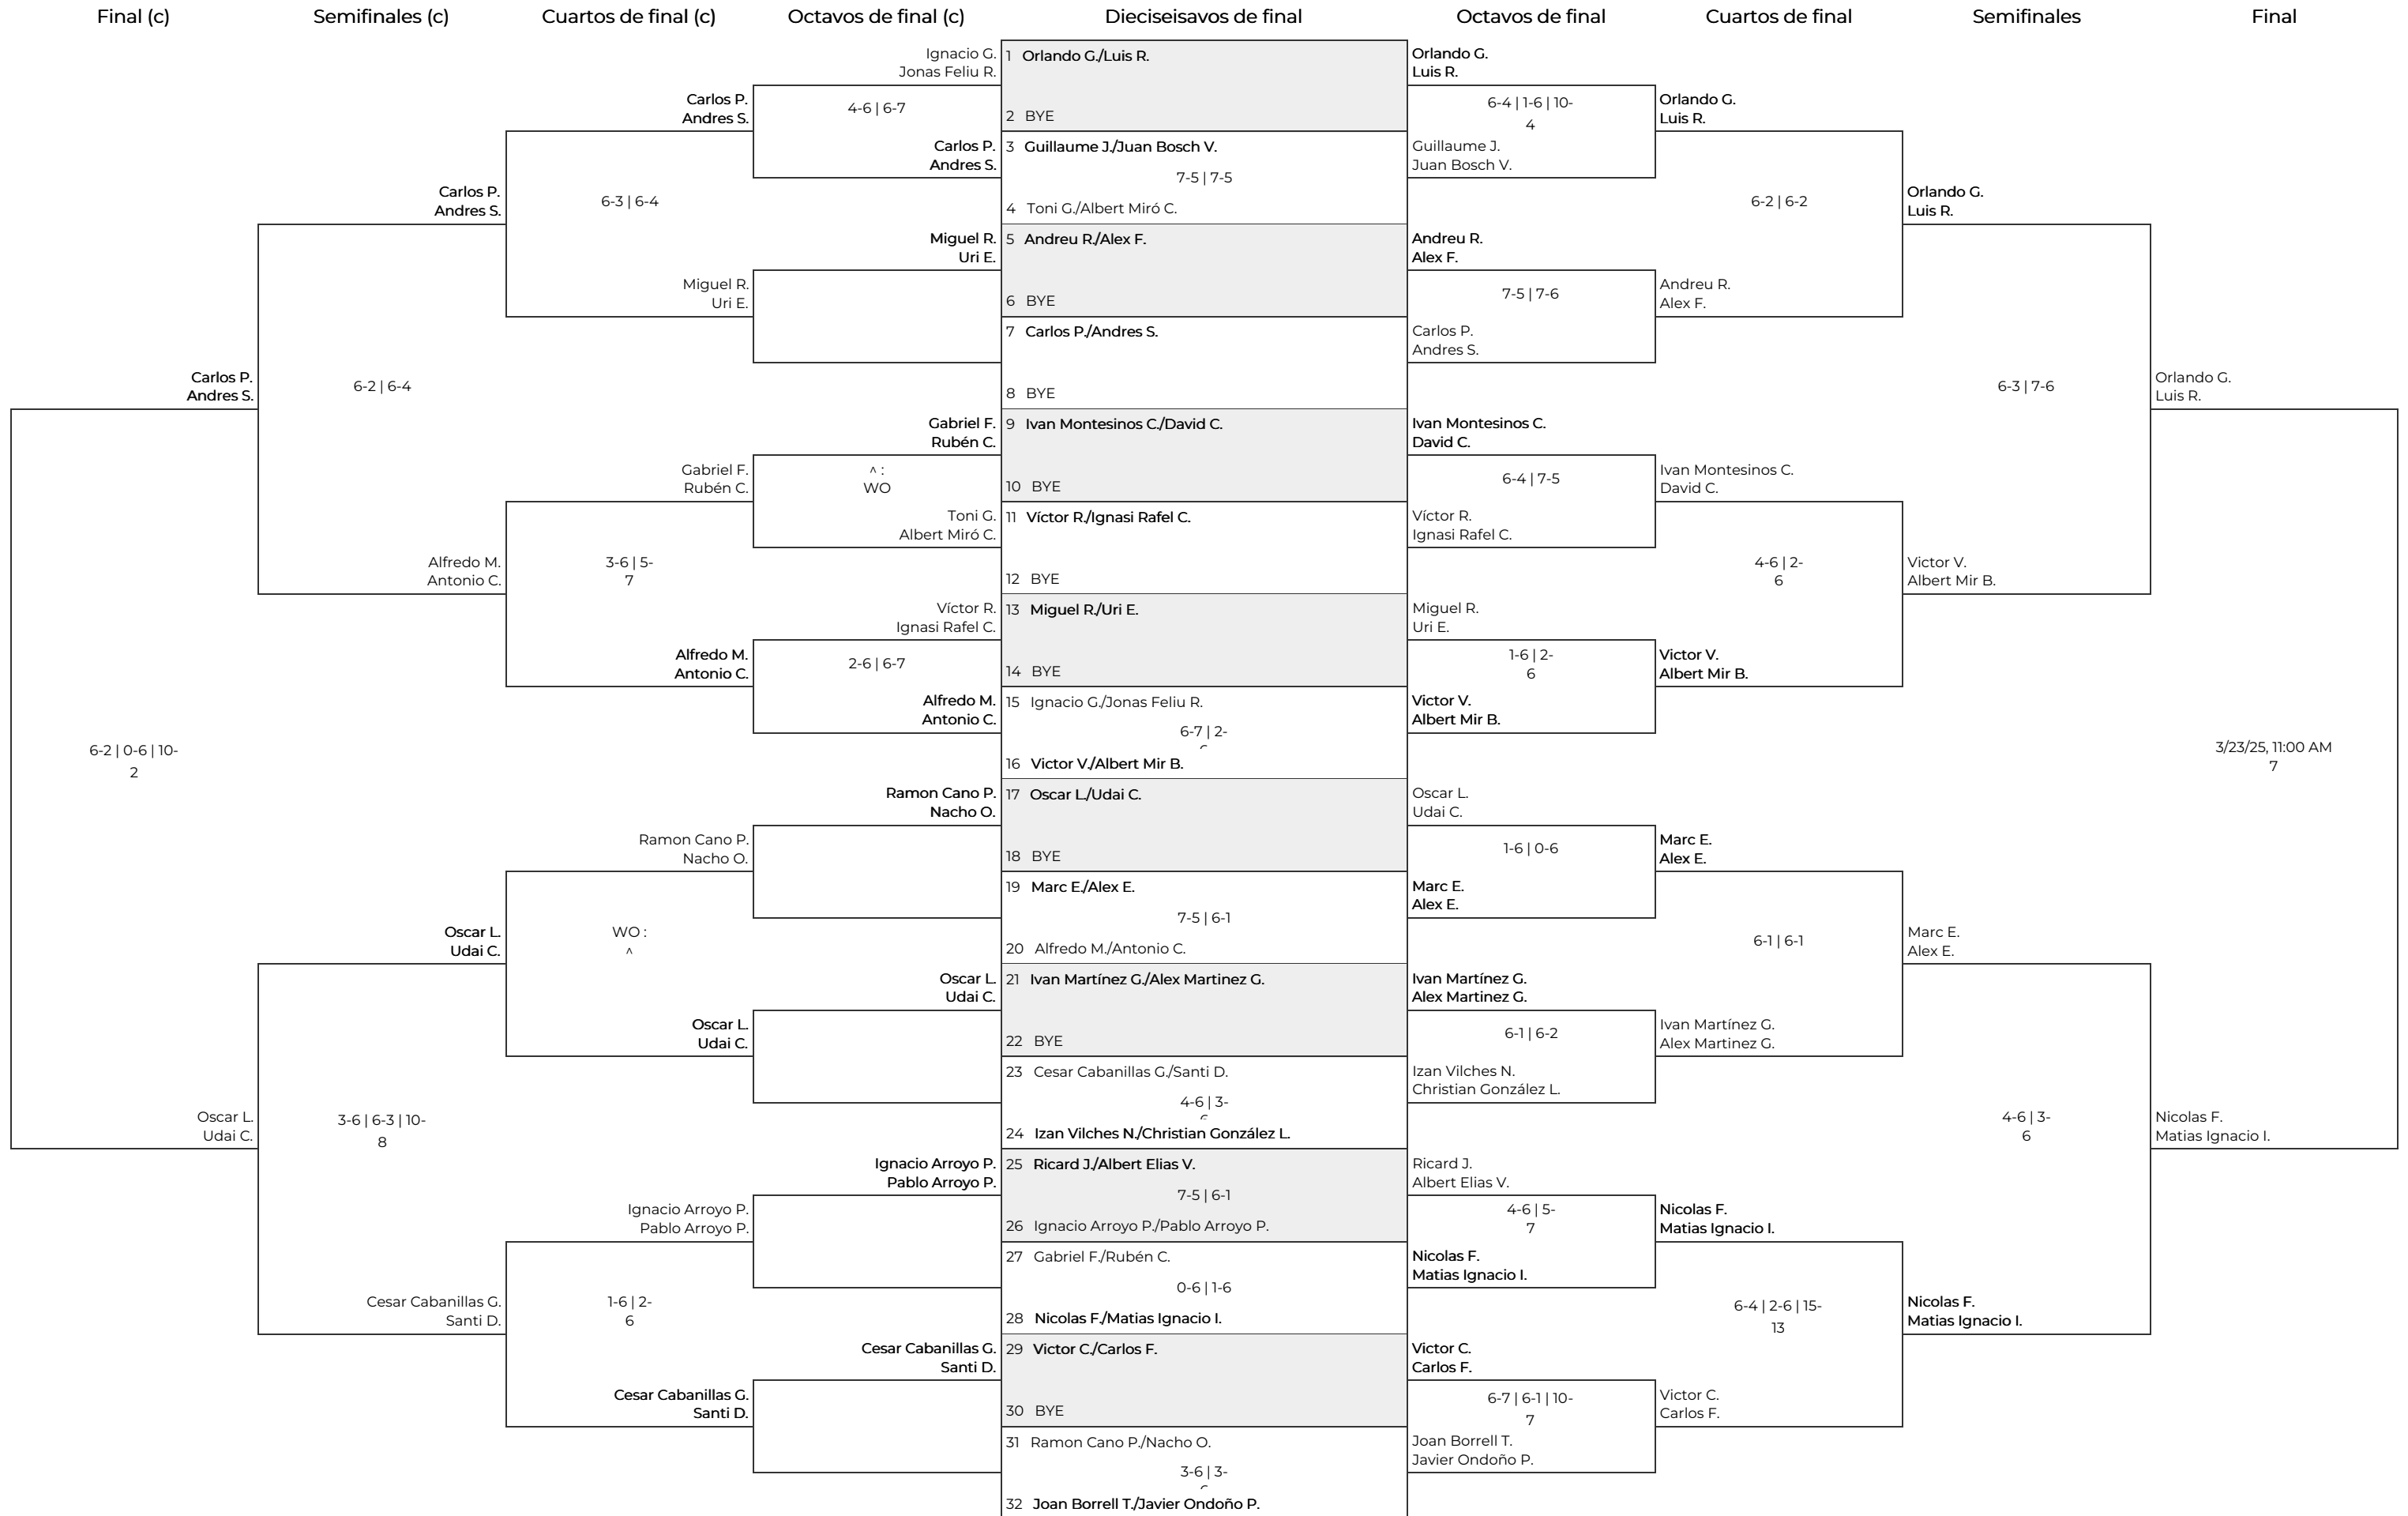 Final (c)
Semifinales (c)
Cuartos de final (c)
Octavos de final (c)
Dieciseisavos de final
Octavos de final
Cuartos de final
Semifinales
Final
Carlos P.
Andres S.
6-2 | 0-6 | 10-
2
Oscar L.
Udai C.
Carlos P.
Andres S.
6-2 | 6-4
Alfredo M.
Antonio C.
Oscar L.
Udai C.
3-6 | 6-3 | 10-
8
Cesar Cabanillas G.
Santi D.
Carlos P.
Andres S.
6-3 | 6-4
Miguel R.
Uri E.
Gabriel F.
Rubén C.
3-6 | 5-
7
Alfredo M.
Antonio C.
Ramon Cano P.
Nacho O.
WO :
^
Oscar L.
Udai C.
Ignacio Arroyo P.
Pablo Arroyo P.
1-6 | 2-
6
Cesar Cabanillas G.
Santi D.
Ignacio G.
Jonas Feliu R.
4-6 | 6-7
Carlos P.
Andres S.
Miguel R.
Uri E.
Gabriel F.
Rubén C.
^ :
WO
Toni G.
Albert Miró C.
Víctor R.
Ignasi Rafel C.
2-6 | 6-7
Alfredo M.
Antonio C.
Ramon Cano P.
Nacho O.
Oscar L.
Udai C.
Ignacio Arroyo P.
Pablo Arroyo P.
Cesar Cabanillas G.
Santi D.
1 Orlando G./Luis R.
2 BYE
3 Guillaume J./Juan Bosch V.
7-5 | 7-5
4 Toni G./Albert Miró C.
5 Andreu R./Alex F.
6 BYE
7 Carlos P./Andres S.
8 BYE
9 Ivan Montesinos C./David C.
10 BYE
11 Víctor R./Ignasi Rafel C.
12 BYE
13 Miguel R./Uri E.
14 BYE
15 Ignacio G./Jonas Feliu R.
6-7 | 2-
16 Victor V./Albert Mir B.
17 Oscar L./Udai C.
18 BYE
19 Marc E./Alex E.
7-5 | 6-1
20 Alfredo M./Antonio C.
21 Ivan Martínez G./Alex Martinez G.
22 BYE
23 Cesar Cabanillas G./Santi D.
4-6 | 3-
24 Izan Vilches N./Christian González L.
25 Ricard J./Albert Elias V.
7-5 | 6-1
26 Ignacio Arroyo P./Pablo Arroyo P.
27 Gabriel F./Rubén C.
0-6 | 1-6
28 Nicolas F./Matias Ignacio I.
29 Victor C./Carlos F.
30 BYE
31 Ramon Cano P./Nacho O.
3-6 | 3-
32 Joan Borrell T./Javier Ondoño P.
Orlando G.
Luis R.
6-4 | 1-6 | 10-
4
Guillaume J.
Juan Bosch V.
Andreu R.
Alex F.
7-5 | 7-6
Carlos P.
Andres S.
Ivan Montesinos C.
David C.
6-4 | 7-5
Víctor R.
Ignasi Rafel C.
Miguel R.
Uri E.
1-6 | 2-
6
Victor V.
Albert Mir B.
Oscar L.
Udai C.
1-6 | 0-6
Marc E.
Alex E.
Ivan Martínez G.
Alex Martinez G.
6-1 | 6-2
Izan Vilches N.
Christian González L.
Ricard J.
Albert Elias V.
4-6 | 5-
7
Nicolas F.
Matias Ignacio I.
Victor C.
Carlos F.
6-7 | 6-1 | 10-
7
Joan Borrell T.
Javier Ondoño P.
Orlando G.
Luis R.
6-2 | 6-2
Andreu R.
Alex F.
Ivan Montesinos C.
David C.
4-6 | 2-
6
Victor V.
Albert Mir B.
Marc E.
Alex E.
6-1 | 6-1
Ivan Martínez G.
Alex Martinez G.
Nicolas F.
Matias Ignacio I.
6-4 | 2-6 | 15-
13
Victor C.
Carlos F.
Orlando G.
Luis R.
6-3 | 7-6
Victor V.
Albert Mir B.
Marc E.
Alex E.
4-6 | 3-
6
Nicolas F.
Matias Ignacio I.
Orlando G.
Luis R.
3/23/25, 11:00 AM
7
Nicolas F.
Matias Ignacio I.